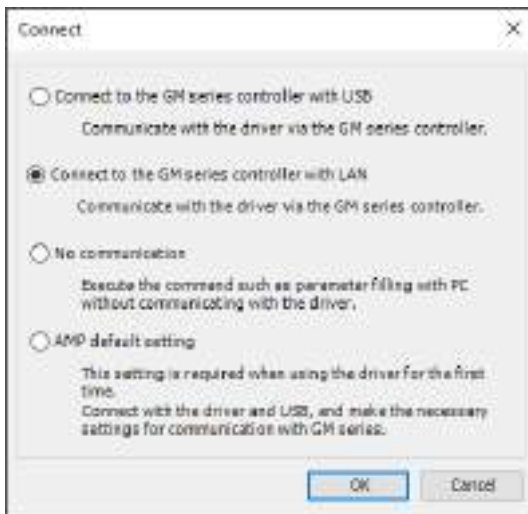 Connect
Connect to the GM series controller with USB
Communicate with the driver via the GM series controller.
Connect to the GM series controller with LAN
Communicate with the driver via the GM series controller.
No communication
Execute the command such as parameter filling with PC
without communicating with the driver.
AMP default setting
This setting is required when using the driver for the first
time.
Connect with the driver and USB, and make the necessary
settings for communication with GM series.
OK
Cancel